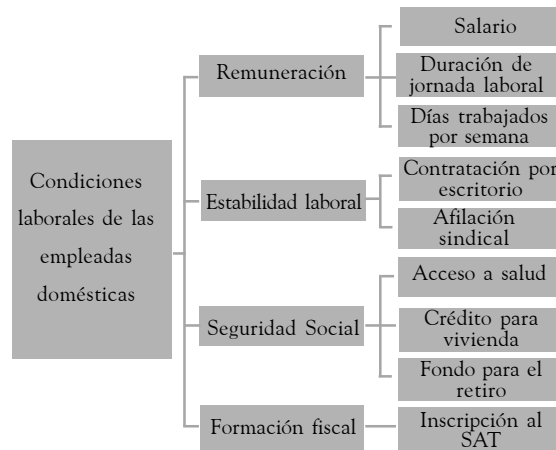 Condiciones
laborales de las
empleadas
domésticas
Remuneración
Salario
Duración de
jornada laboral
Días trabajados
por semana
Estabilidad laboral
Contratación por
escritorio
Afilación
sindical
Seguridad Social
Acceso a salud
Crédito para
vivienda
Fondo para el
retiro
Formación fiscal
Inscripción al
SAT